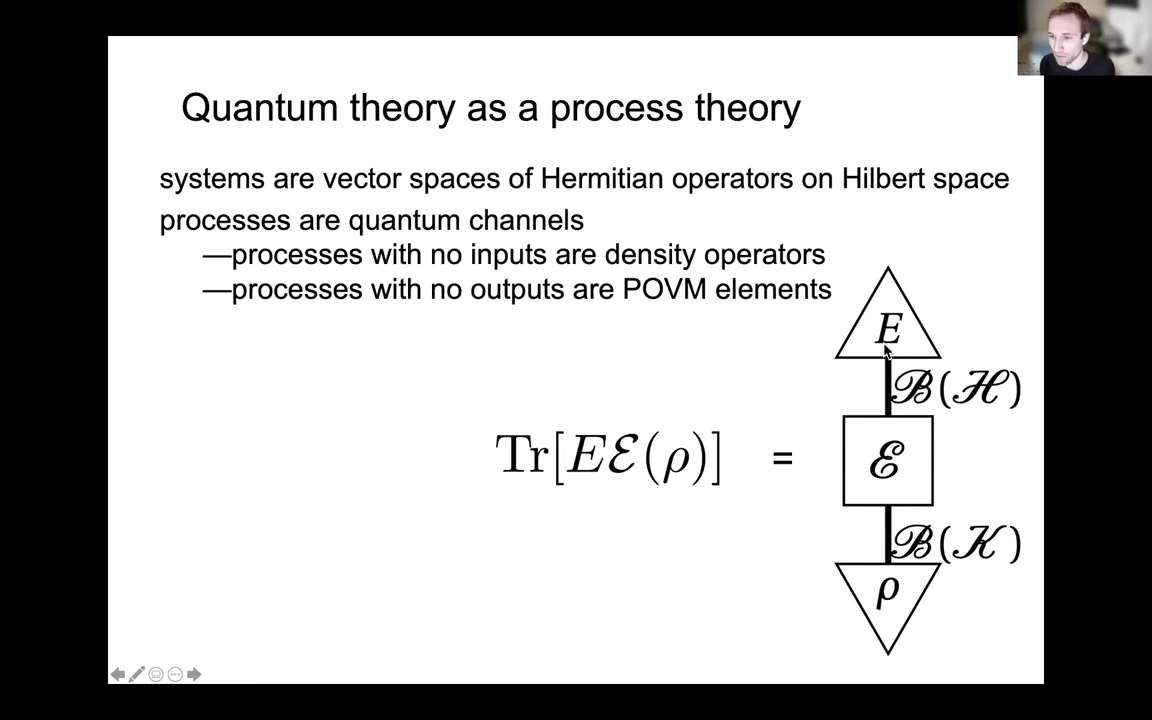 Quantum theory as a process theory
systems are vector spaces of Hermitian operators on Hilbert space
processes are quantum channels
—processes with no inputs are density operators
—processes with no outputs are POVM elements
E
ℬ(ℋ)
Tr[Eℰ(ρ)] = ℰ
ℬ(𝒦)
ρ